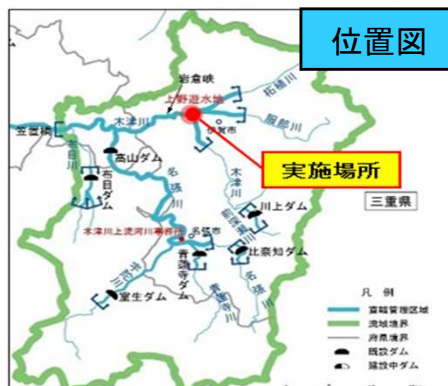 位置図
岩倉峡
上野遊水地
柘植川
服部川
木津川
笠置橋
伊賀市
布目川
高山ダム
布目ダム
名張川
実施場所
木津川
三重県
川上ダム
前深瀬川
木津川上流河川事務所
名張市
比奈知ダム
青蓮寺ダム
名張川
宇陀川
室生ダム
青蓮寺川
凡 例
直轄管理区域
流域境界
府県境界
既設ダム
建設中ダム